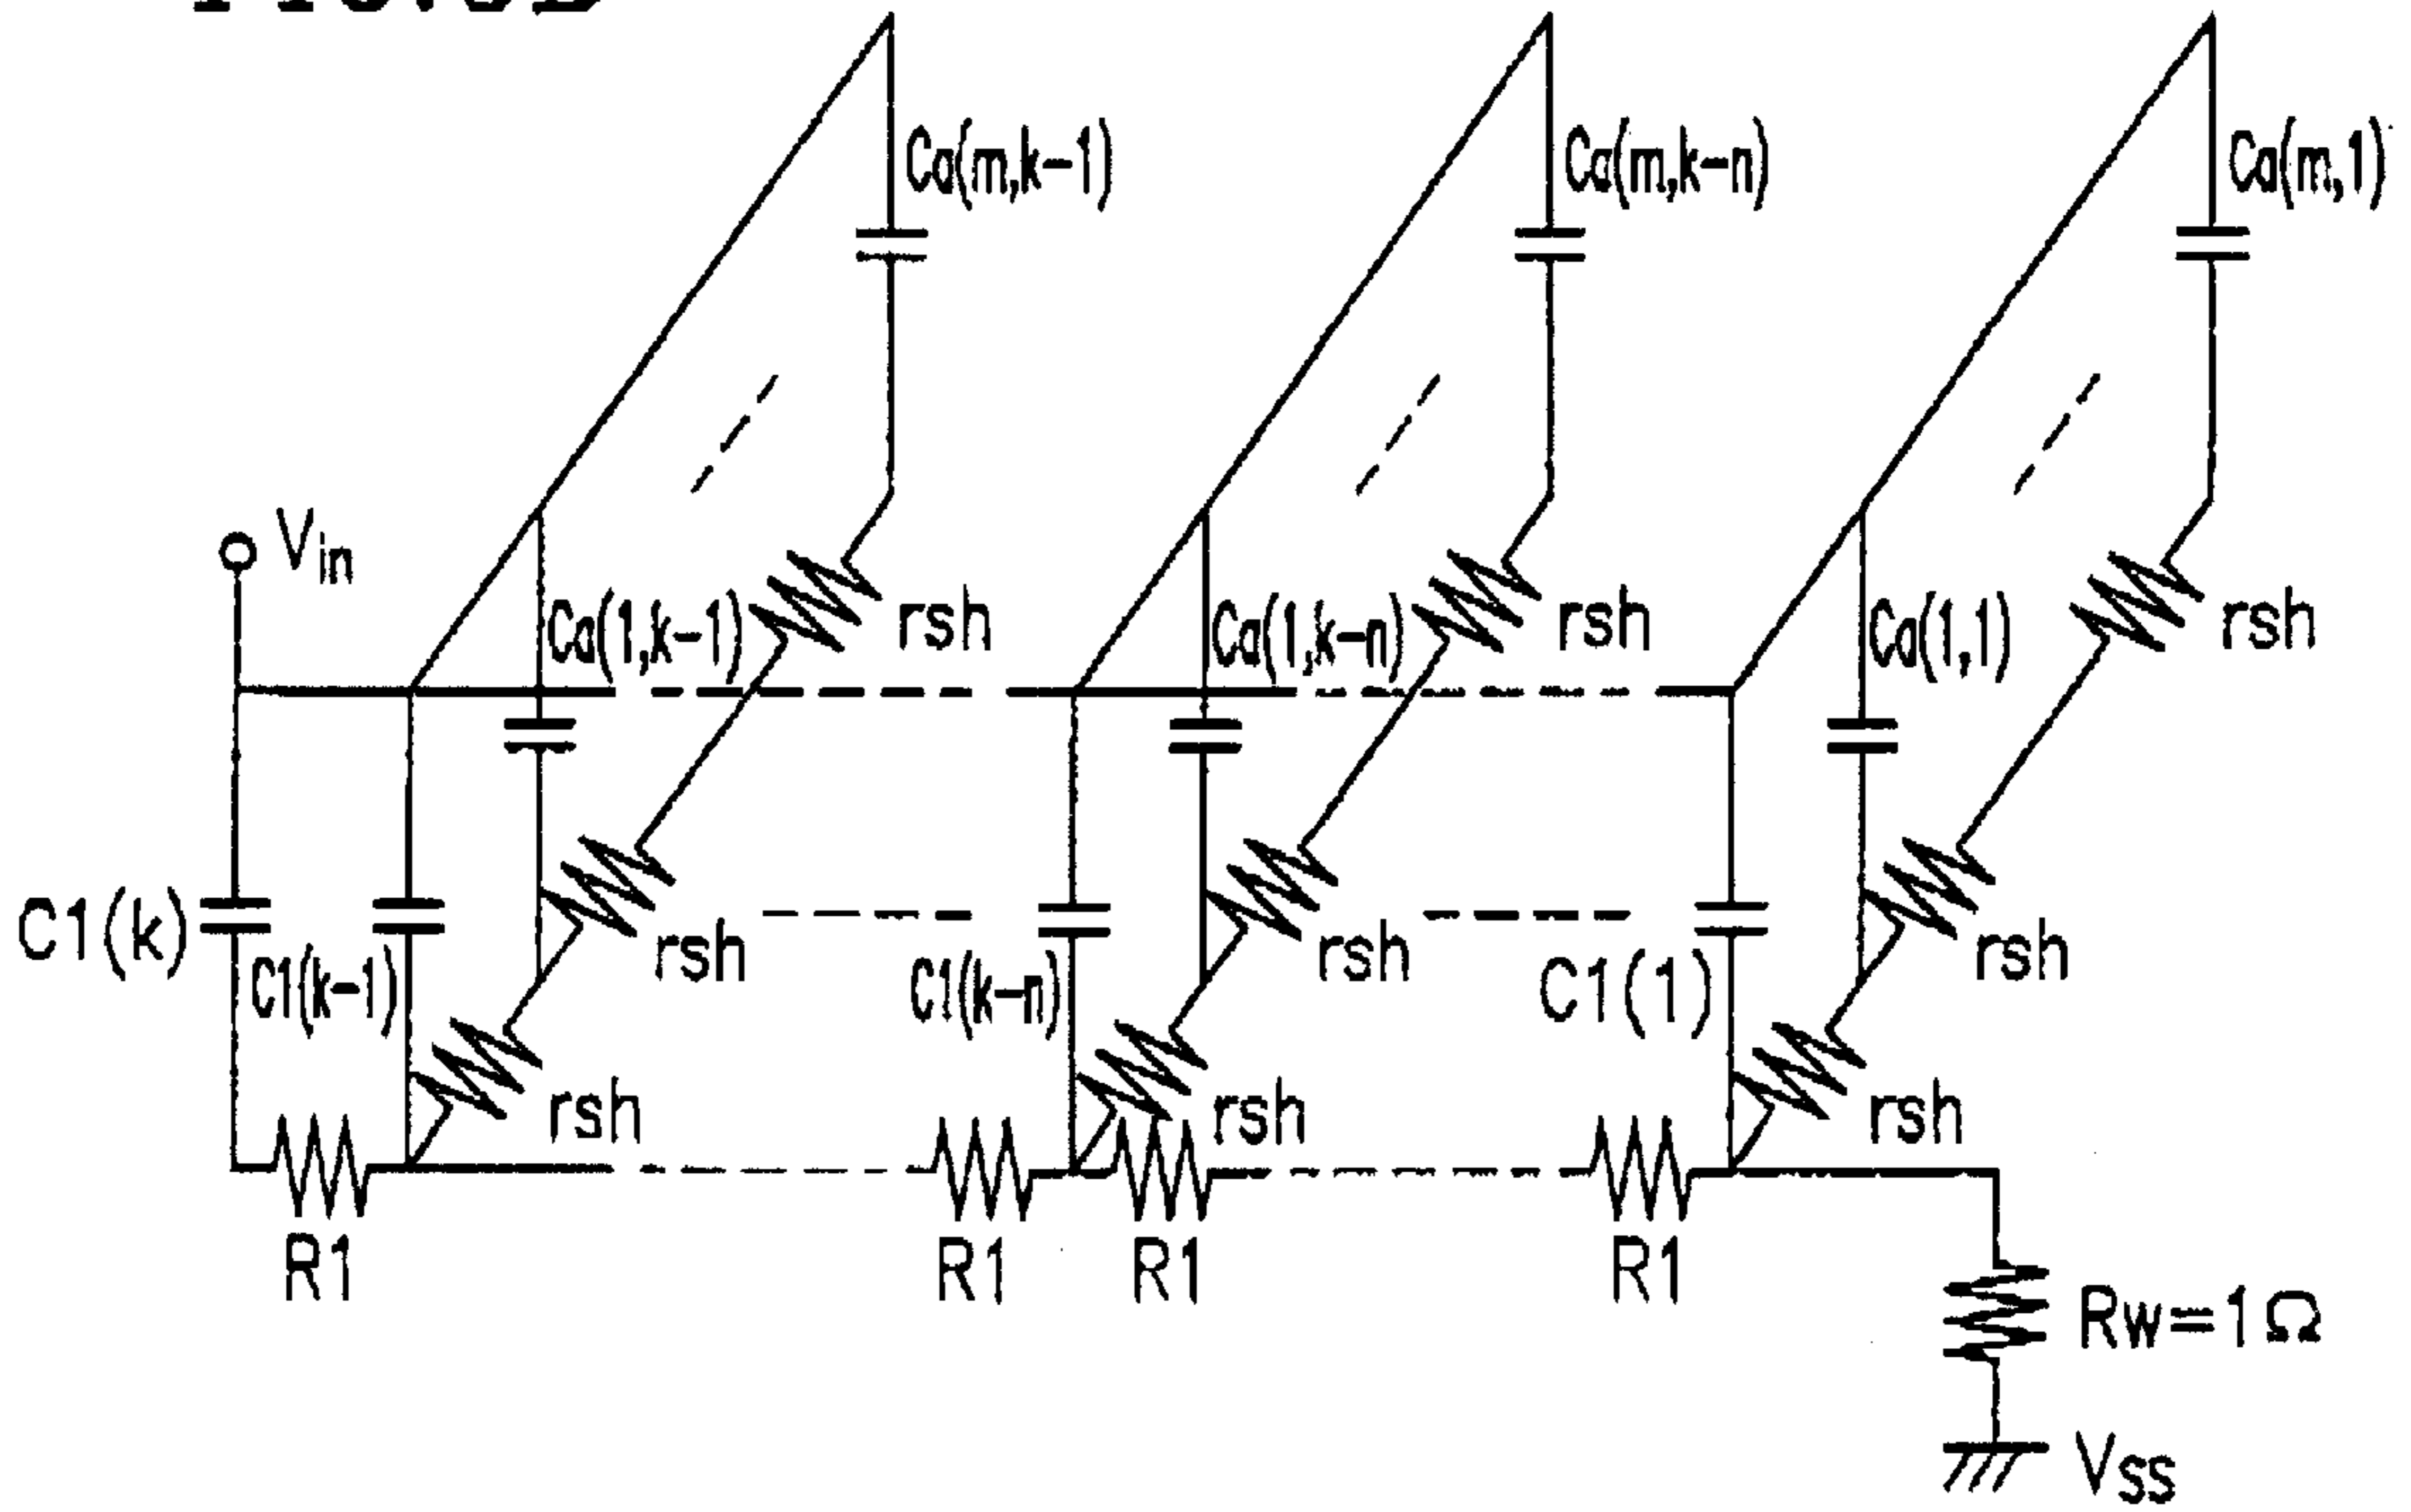 Ca(m,k-1)
Ca(m,k-n)
Ca(m,1)
Vin
Ca(1,k-1)
rsh
Ca(1,k-n)
rsh
Ca(1,1)
rsh
C1(k)
C1(k-1)
rsh
C1(k-n)
rsh
C1(1)
rsh
rsh
rsh
rsh
R1
R1
R1
R1
Rw=1Ω
Vss